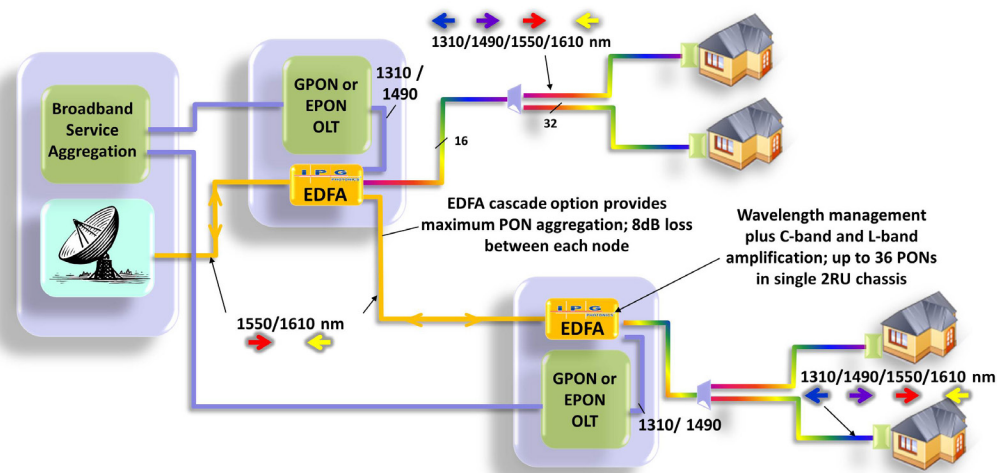 1310/1490/1550/1610 nm
Broadband
Service
Aggregation
GPON or
EPON
OLT
1310 /
1490
I P G
PHOTONICS
EDFA
16
32
EDFA cascade option provides
maximum PON aggregation; 8dB loss
between each node
Wavelength management
plus C-band and L-band
amplification; up to 36 PONs
in single 2RU chassis
1550/1610 nm
I P G
PHOTONICS
EDFA
GPON or
EPON
OLT
1310/ 1490
1310/1490/1550/1610 nm